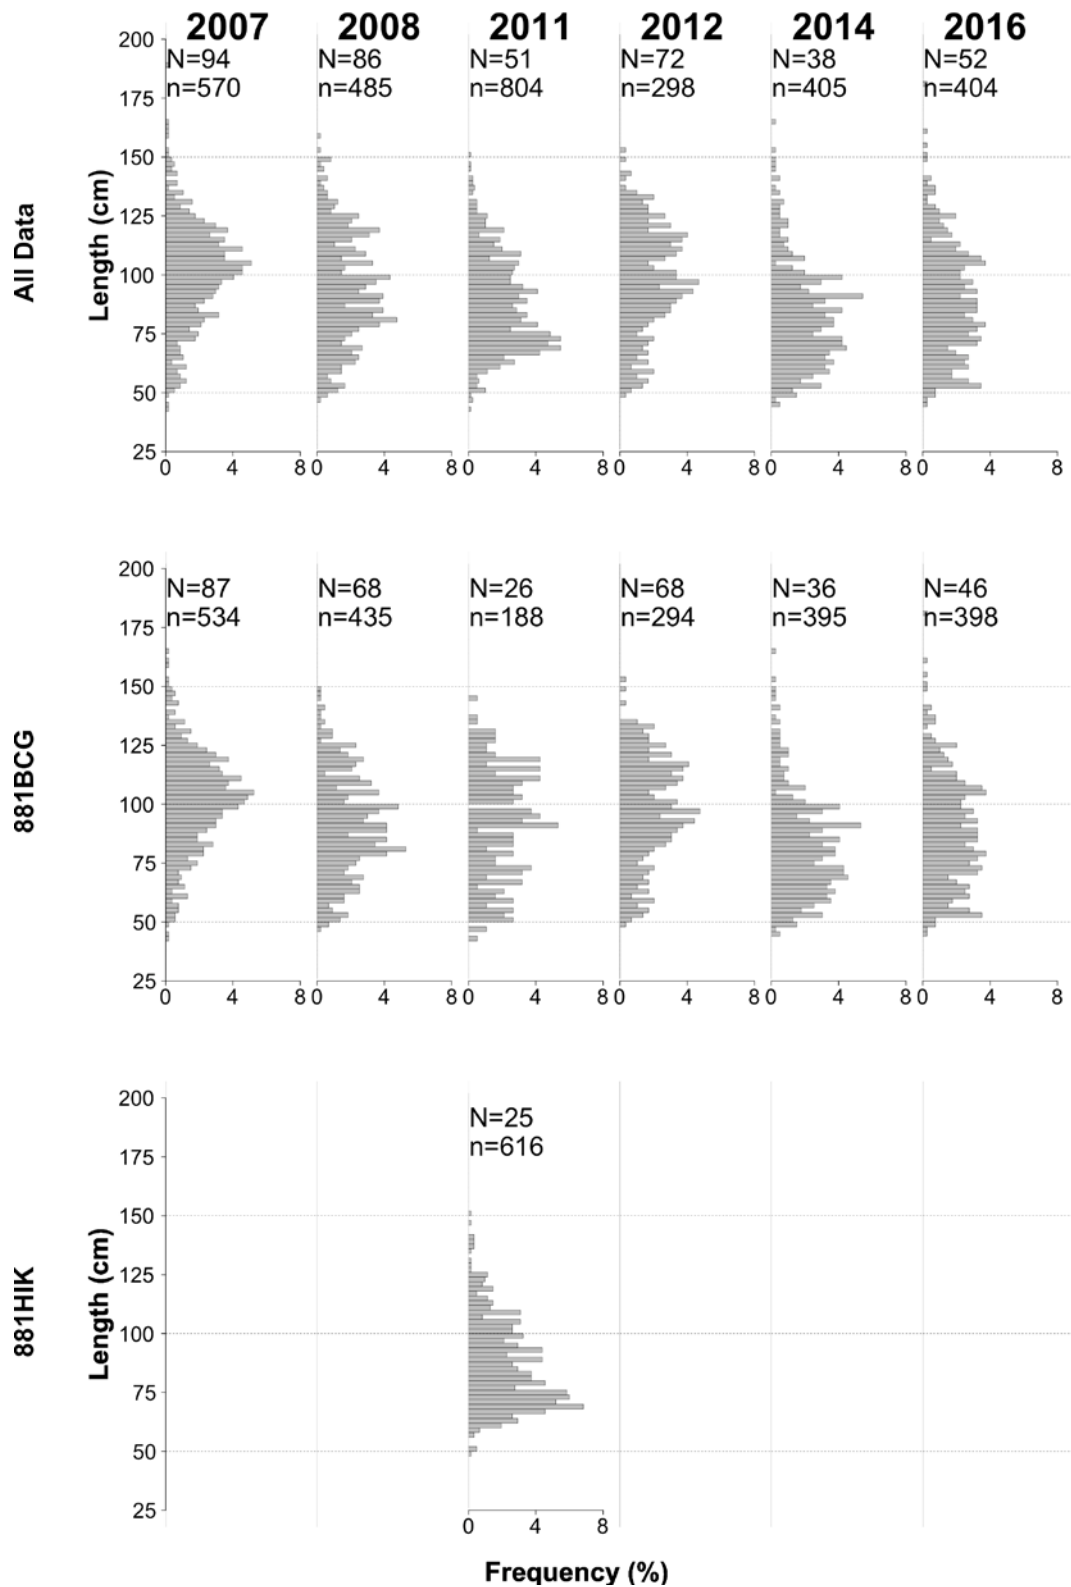 2007 2008 2011 2012 2014 2016
All Data
Length (cm)
200
175
150
125
100
75
50
25
N=94
n=570
N=86
n=485
N=51
n=804
N=72
n=298
N=38
n=405
N=52
n=404
0 4 8 0 4 8 0 4 8 0 4 8 0 4 8 0 4 8
881BCG
200
175
150
125
100
75
50
25
N=87
n=534
N=68
n=435
N=26
n=188
N=68
n=294
N=36
n=395
N=46
n=398
0 4 8 0 4 8 0 4 8 0 4 8 0 4 8 0 4 8
881HIK
Length (cm)
200
175
150
125
100
75
50
25
N=25
n=616
0 4 8
Frequency (%)